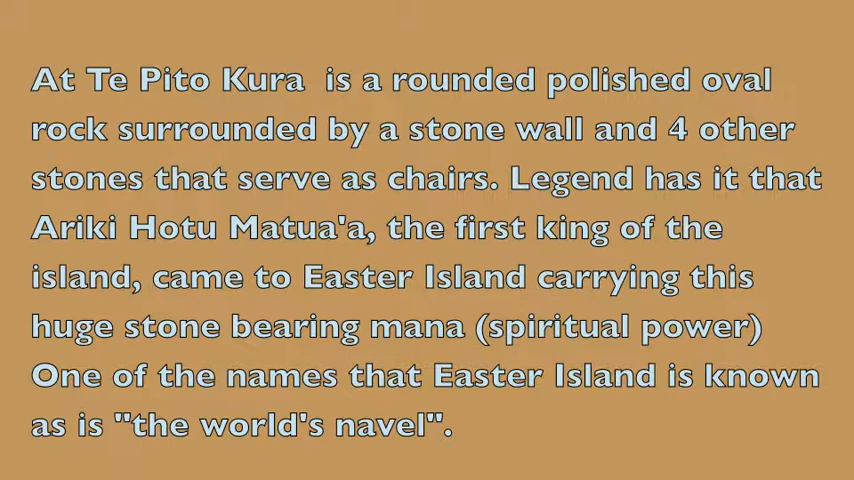 At Te Pito Kura  is a rounded polished oval
rock surrounded by a stone wall and 4 other
stones that serve as chairs. Legend has it that
Ariki Hotu Matua'a, the first king of the
island, came to Easter Island carrying this
huge stone bearing mana (spiritual power)
One of the names that Easter Island is known
as is "the world's navel".